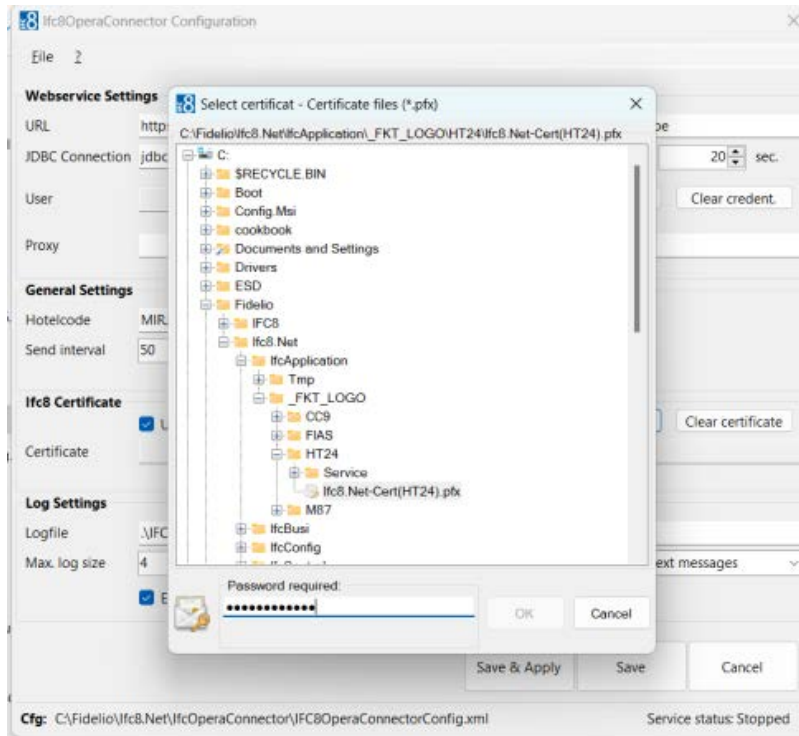 Ifc8OperaConnector Configuration
File ?
Webservice Settings
URL http
JDBC Connection jdbc 20 sec.
User Clear credent.
Proxy
General Settings
Hotelcode MIR
Send interval 50
Ifc8 Certificate
Clear certificate
Certificate
Log Settings
Logfile .\IFC
Max. log size 4 ext messages
E
Select certificat - Certificate files (*.pfx)
C:\Fidelio\Ifc8.Net\IfcApplication\_FKT_LOGO\HT24\Ifc8.Net-Cert(HT24).pfx
C:
$RECYCLE.BIN
Boot
Config.Msi
cookbook
Documents and Settings
Drivers
ESD
Fidelio
IFC8
Ifc8.Net
IfcApplication
Tmp
_FKT_LOGO
CC9
FIAS
HT24
Service
Ifc8.Net-Cert(HT24).pfx
M87
IfcBusi
IfcConfig
Password required:
●●●●●●●●●●●●
OK Cancel
Save & Apply Save Cancel
Cfg: C:\Fidelio\Ifc8.Net\IfcOperaConnector\IFC8OperaConnectorConfig.xml Service status: Stopped